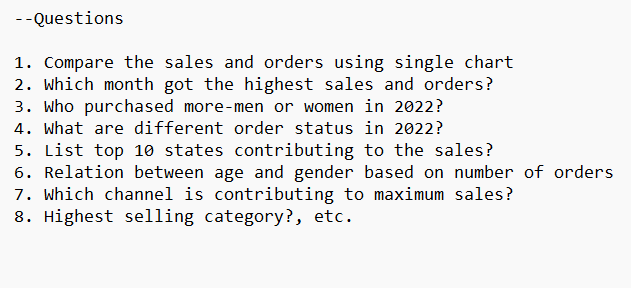 --Questions
1. Compare the sales and orders using single chart
2. Which month got the highest sales and orders?
3. Who purchased more-men or women in 2022?
4. What are different order status in 2022?
5. List top 10 states contributing to the sales?
6. Relation between age and gender based on number of orders
7. Which channel is contributing to maximum sales?
8. Highest selling category?, etc.